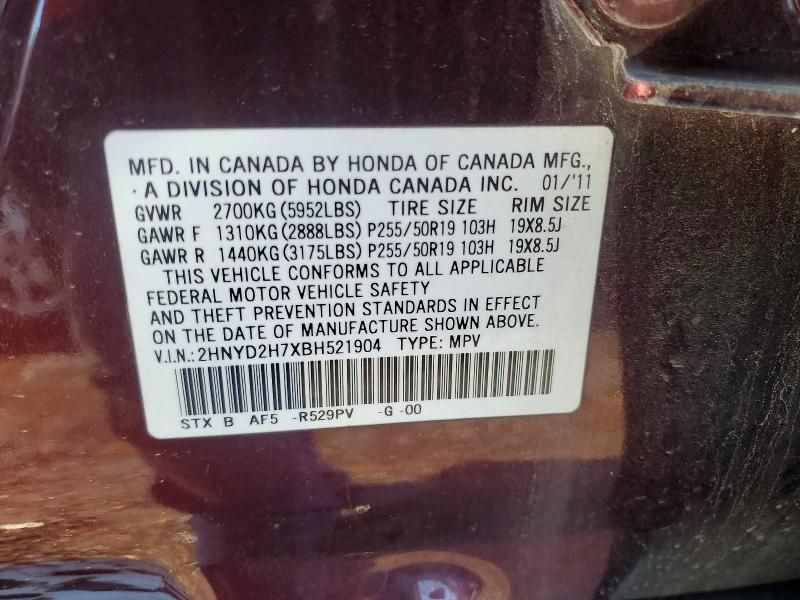 MFD. IN CANADA BY HONDA OF CANADA MFG.,
A DIVISION OF HONDA CANADA INC. 01/'11
GVWR 2700KG (5952LBS) TIRE SIZE RIM SIZE
GAWR F 1310KG (2888LBS) P255/50R19 103H 19X8.5J
GAWR R 1440KG (3175LBS) P255/50R19 103H 19X8.5J
THIS VEHICLE CONFORMS TO ALL APPLICABLE
FEDERAL MOTOR VEHICLE SAFETY
AND THEFT PREVENTION STANDARDS IN EFFECT
ON THE DATE OF MANUFACTURE SHOWN ABOVE.
V.I.N.: 2HNYD2H7XBH521904 TYPE: MPV
STX B AF5 -R529PV -G -00